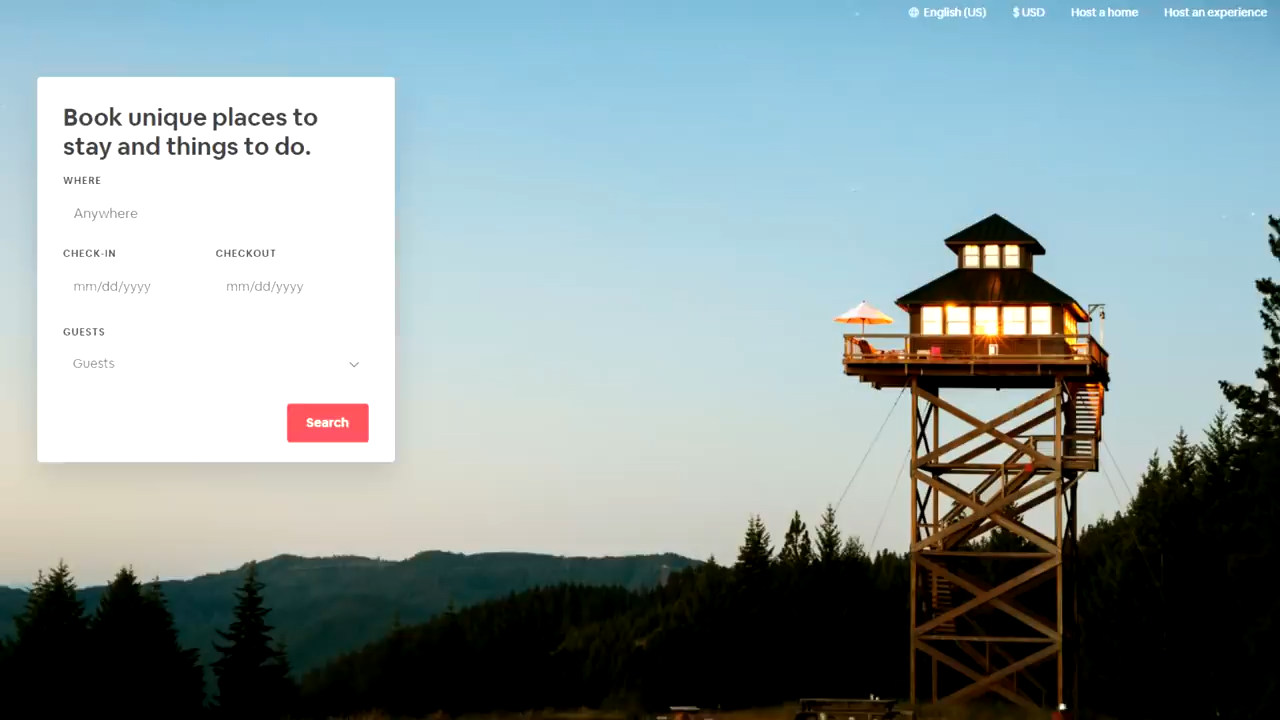 English (US) $ USD Host a home Host an experience
Book unique places to
stay and things to do.
WHERE
Anywhere
CHECK-IN CHECKOUT
mm/dd/yyyy mm/dd/yyyy
GUESTS
Guests
Search